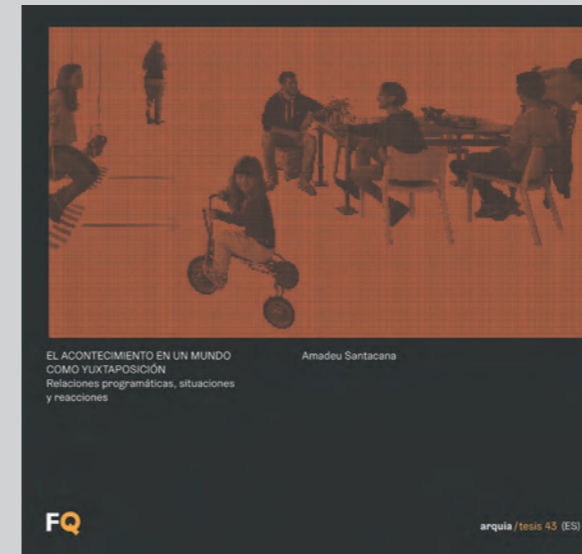 EL ACONTECIMIENTO EN UN MUNDO
COMO YUXTAPOSICIÓN
Relaciones programáticas, situaciones
y reacciones
Amadeu Santacana
FQ
arquia/tesis 43 (ES)